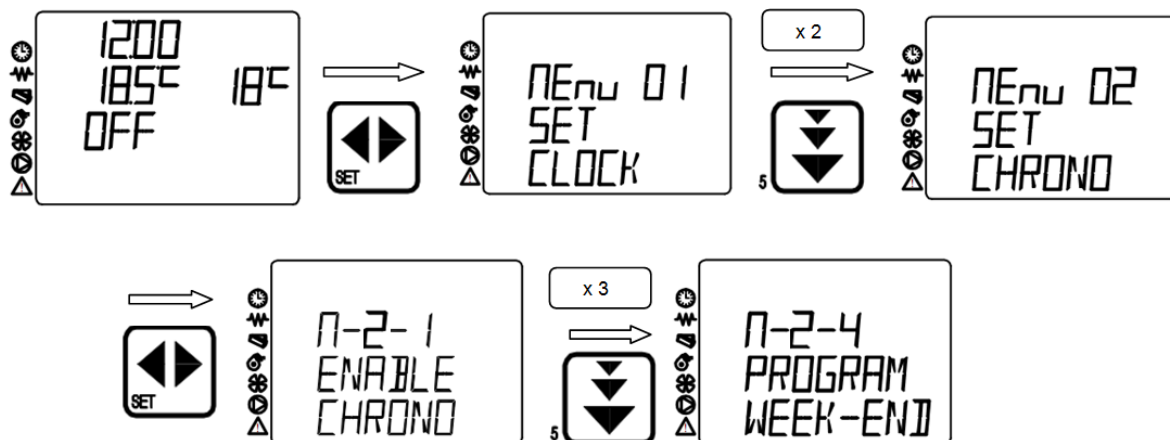 12:00
18.5°C 18°C
OFF
SET
MEnu 01
SET
CLOCK
x 2
5
MEnu 02
SET
CHRONO
SET
M-2-1
ENABLE
CHRONO
x 3
5
M-2-4
PROGRAM
WEEK-END